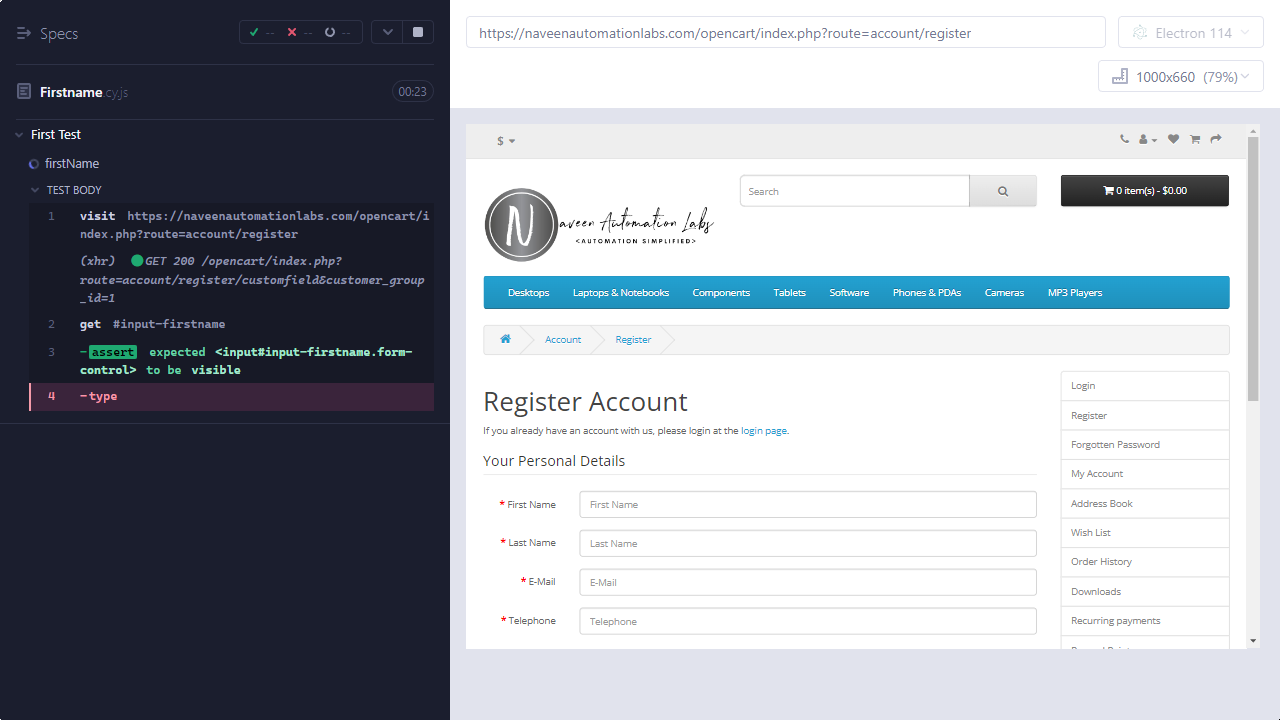 Specs
-- -- --
Firstname.cy.js
00:23
First Test
firstName
TEST BODY
1 visit https://naveenautomationlabs.com/opencart/i
ndex.php?route=account/register
(xhr) GET 200 /opencart/index.php?
route=account/register/customfield&customer_group
_id=1
2 get #input-firstname
3 -assert expected <input#input-firstname.form-
control> to be visible
4 -type
https://naveenautomationlabs.com/opencart/index.php?route=account/register
Electron 114
1000x660 (79%)
$
N
Naveen Automation Labs
<AUTOMATION SIMPLIFIED>
Search
0 item(s) - $0.00
Desktops Laptops & Notebooks Components Tablets Software Phones & PDAs Cameras MP3 Players
Account Register
Register Account
If you already have an account with us, please login at the login page.
Your Personal Details
* First Name First Name
* Last Name Last Name
* E-Mail E-Mail
* Telephone Telephone
Login
Register
Forgotten Password
My Account
Address Book
Wish List
Order History
Downloads
Recurring payments